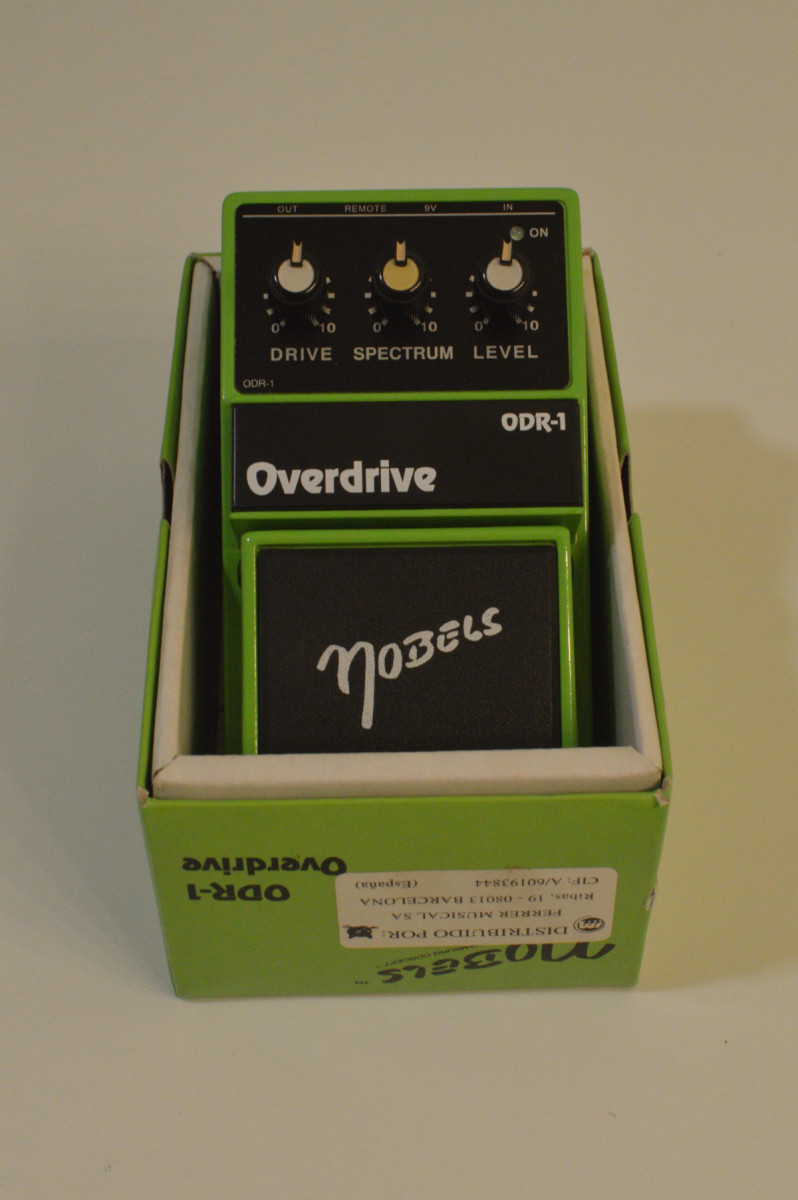 OUT REMOTE 9V IN
ON
0 10 0 10 0 10
DRIVE SPECTRUM LEVEL
ODR-1
ODR-1
Overdrive
NOBELS
ODR-1
Overdrive
DISTRIBUIDO POR:
FERRER MUSICAL SA
Ribas, 19 - 08013 BARCELONA
CIF: A/60193844 (España)
NOBELS ™